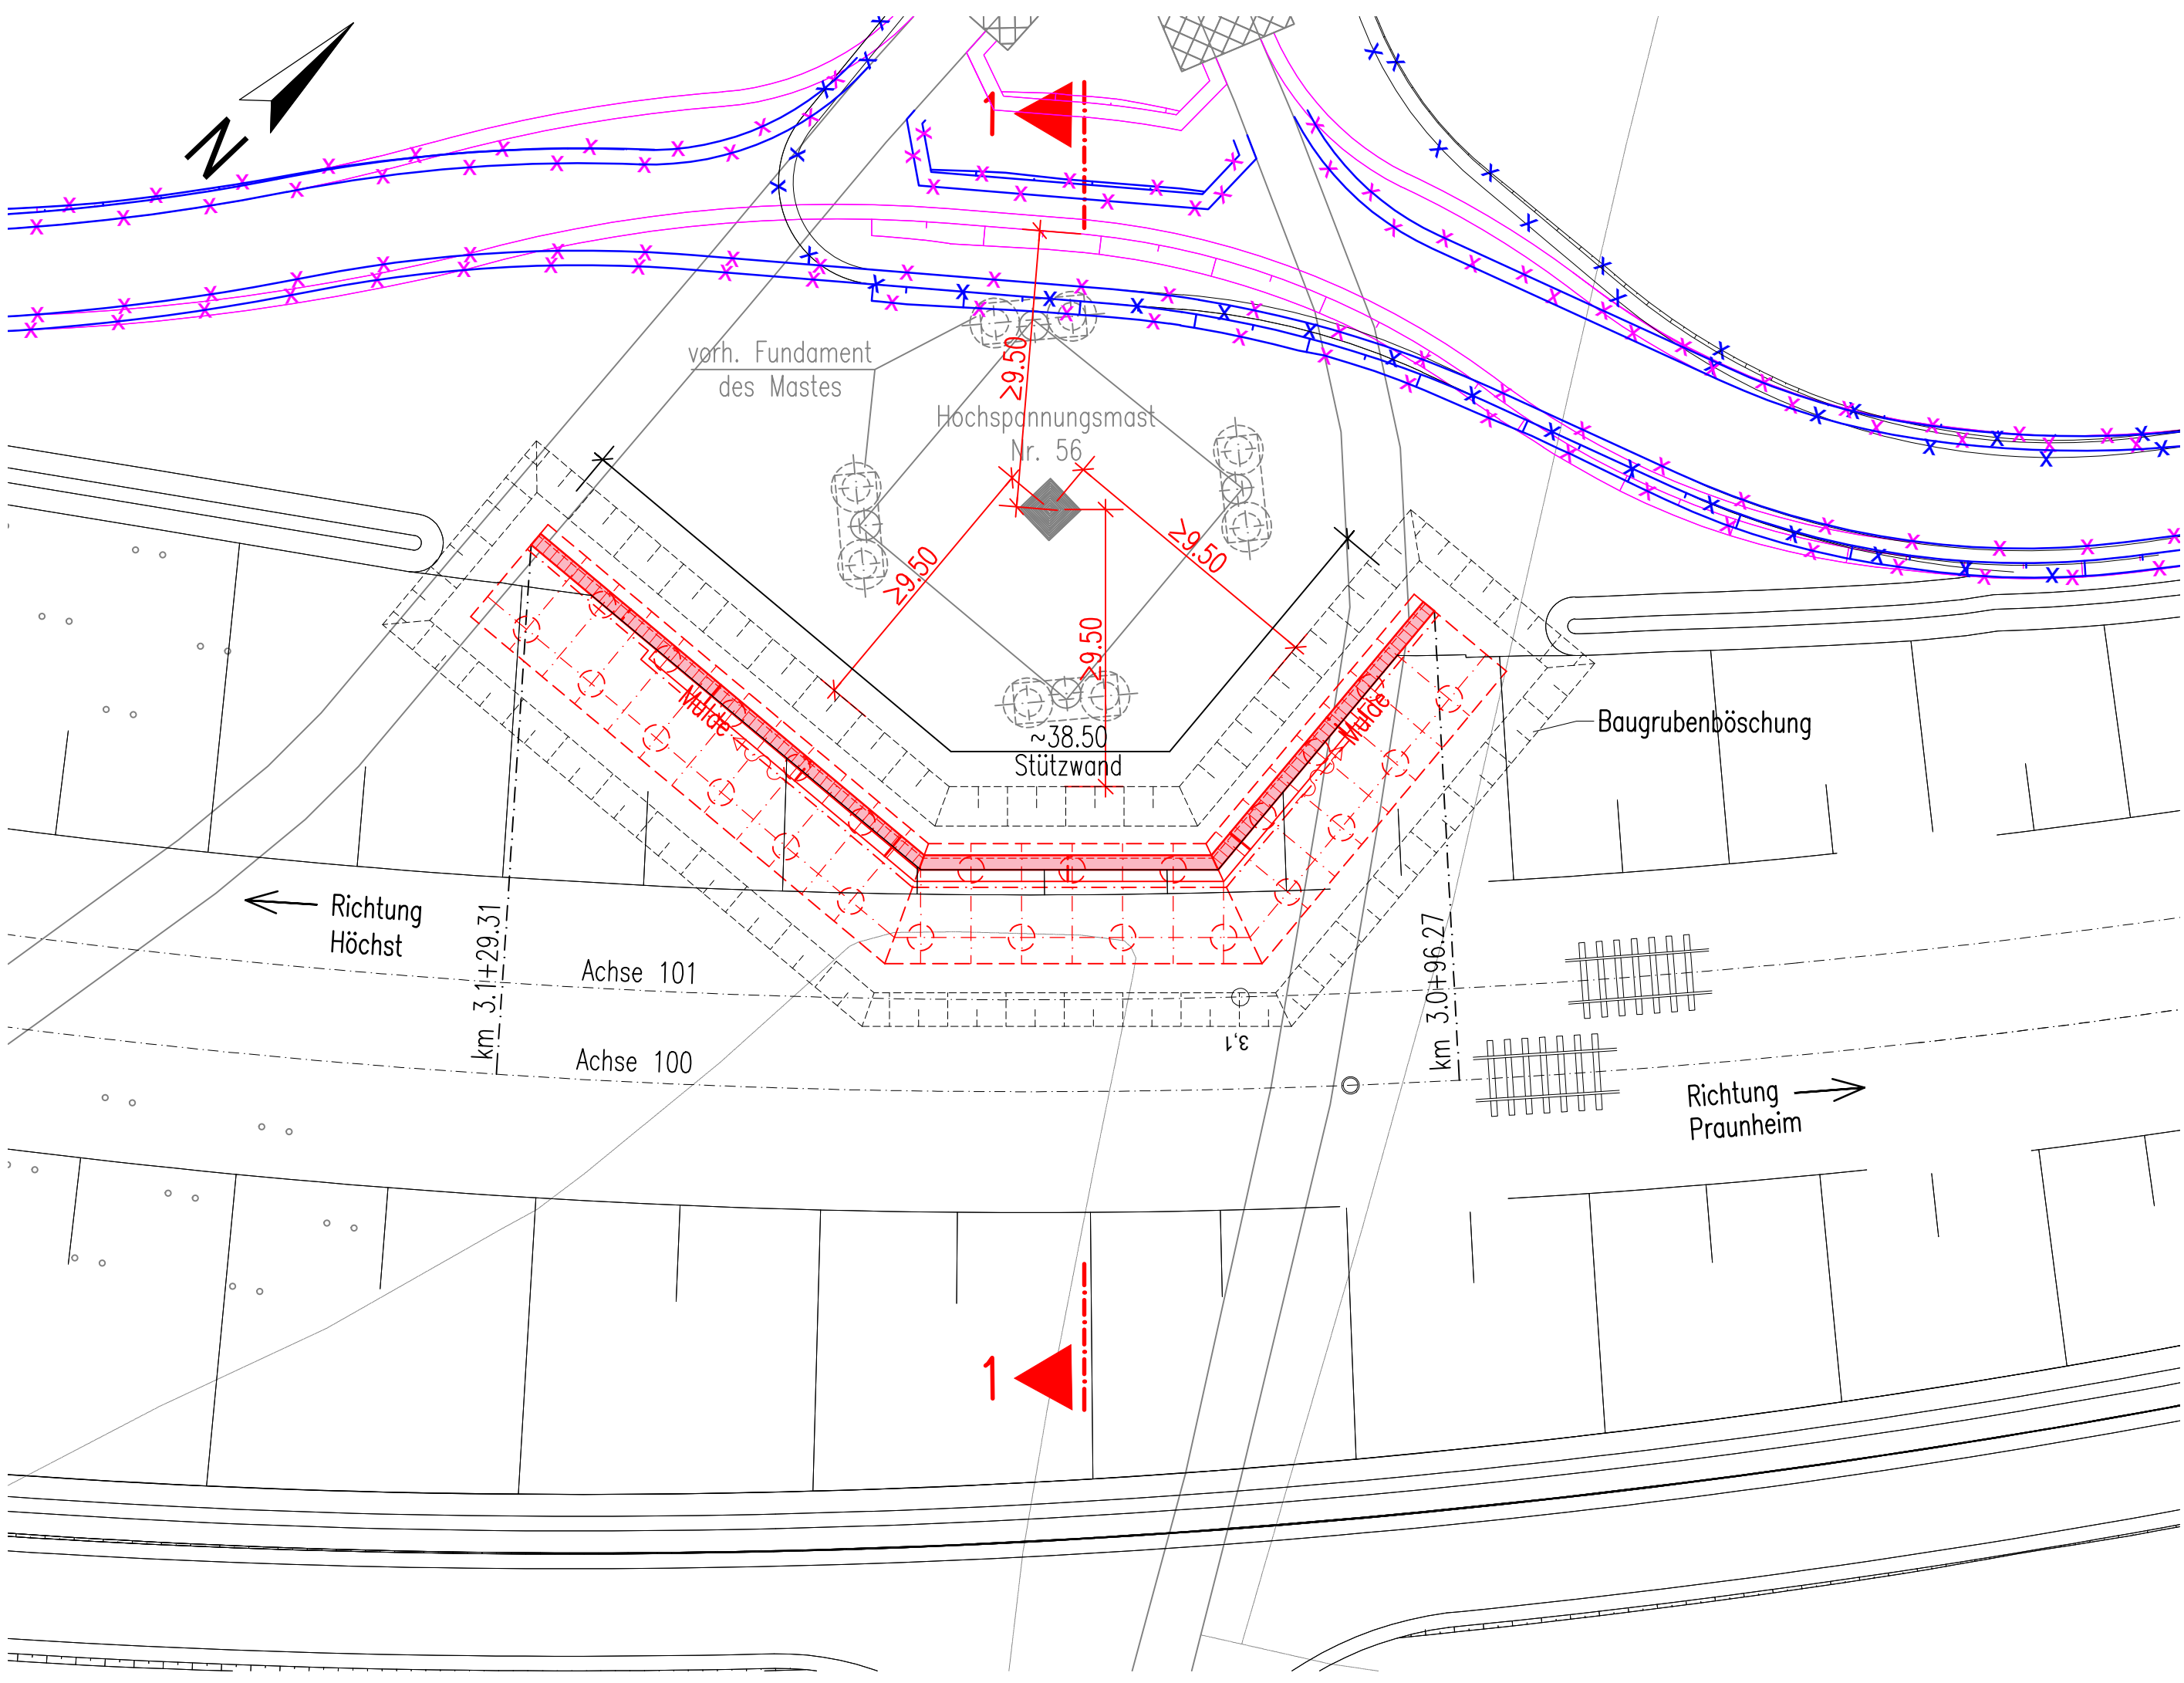 N
1
vorh. Fundament
des Mastes
≥9.50
Hochspannungsmast
Nr. 56
≥9.50
≥9.50
≥9.50
Mulde
Mulde
~38.50
Stützwand
Baugrubenböschung
Richtung
Höchst
km 3.1+29.31
Achse 101
km 3.0+96.27
3,1
Achse 100
Richtung
Praunheim
1